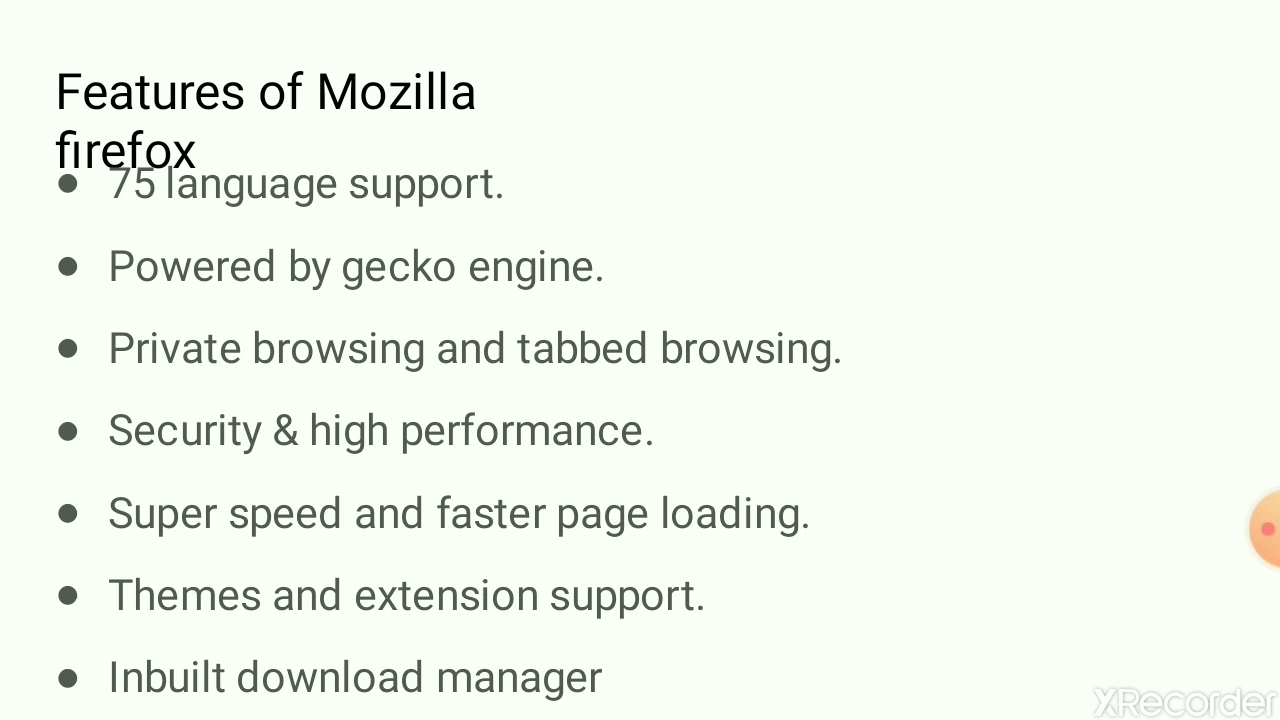 Features of Mozilla
firefox
● 75 language support.
● Powered by gecko engine.
● Private browsing and tabbed browsing.
● Security & high performance.
● Super speed and faster page loading.
● Themes and extension support.
● Inbuilt download manager
XRecorder